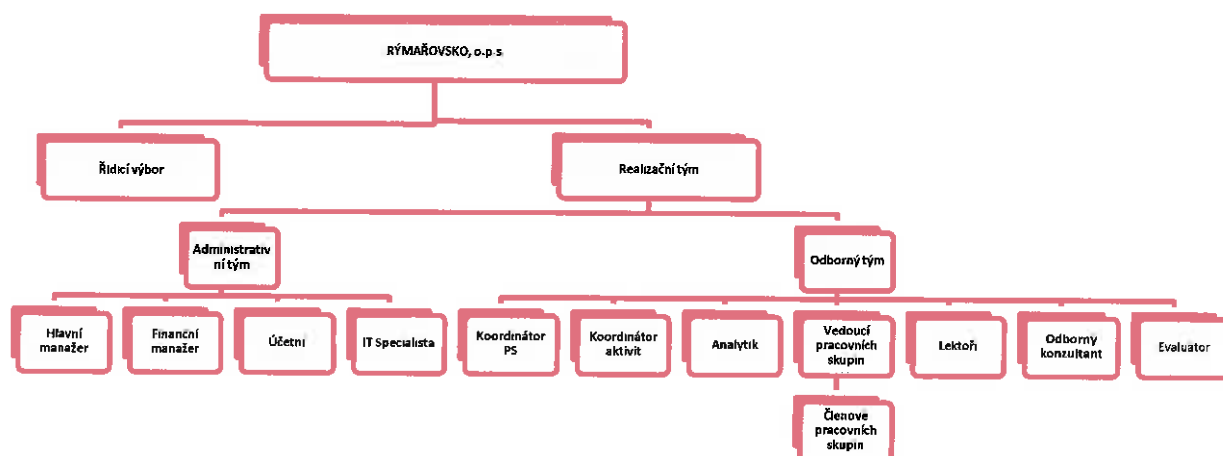 RÝMAŘOVSKO, o-p-s
Řídicí výbor
Realizační tým
Administrativ
ní tým
Odborný tým
Hlavní
manažer
Finanční
manažer
Účetní
IT Specialista
Koordinátor
PS
Koordinátor
aktivit
Analytik
Vedoucí
pracovních
skupin
Lektoři
Odborný
konzultant
Evaluátor
Členové
pracovních
skupin